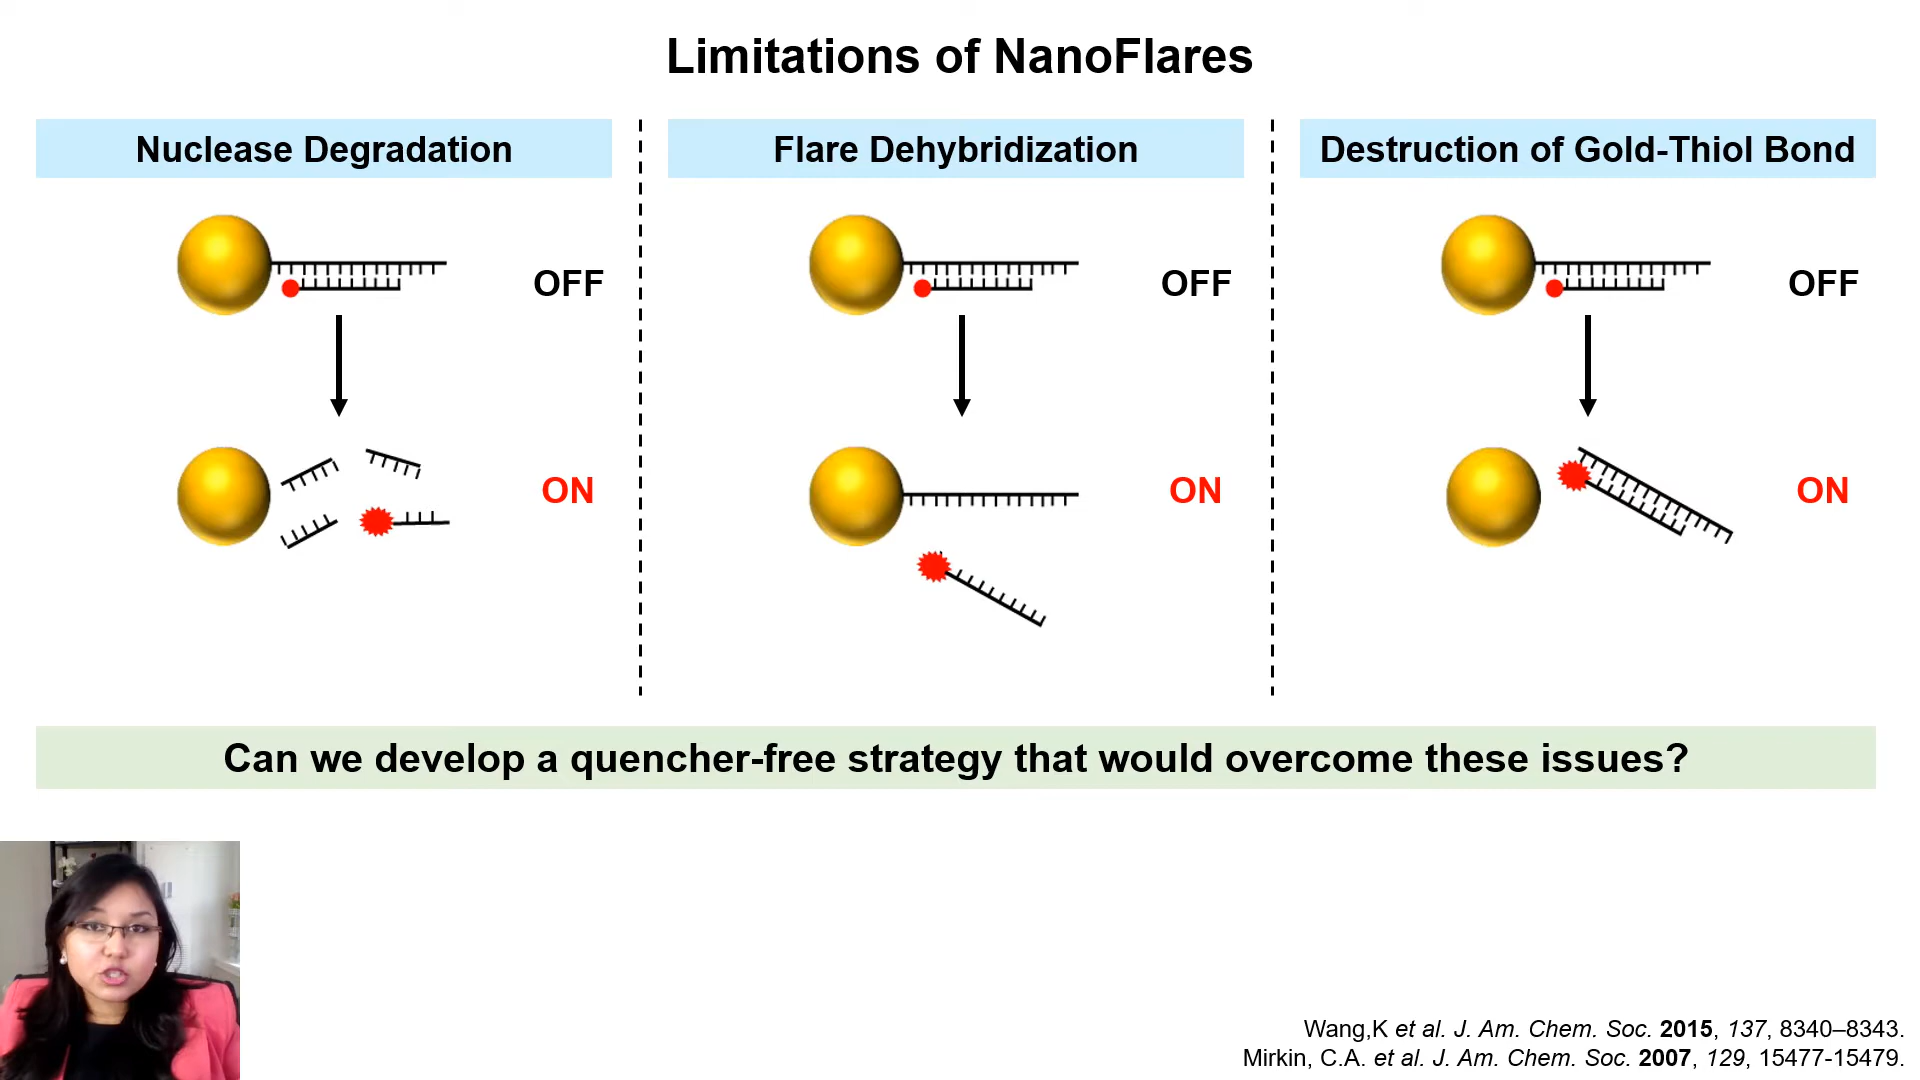 Limitations of NanoFlares
Nuclease Degradation
OFF
ON
Flare Dehybridization
OFF
ON
Destruction of Gold-Thiol Bond
OFF
ON
Can we develop a quencher-free strategy that would overcome these issues?
Wang,K et al. J. Am. Chem. Soc. 2015, 137, 8340–8343.
Mirkin, C.A. et al. J. Am. Chem. Soc. 2007, 129, 15477-15479.